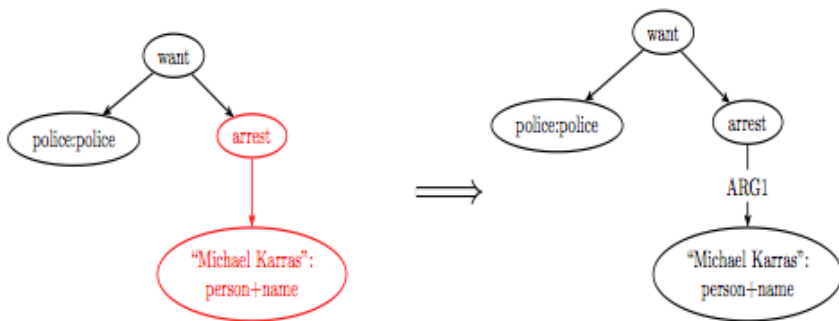 want
police:police
arrest
“Michael Karras”:
person+name
want
police:police
arrest
ARG1
“Michael Karras”:
person+name